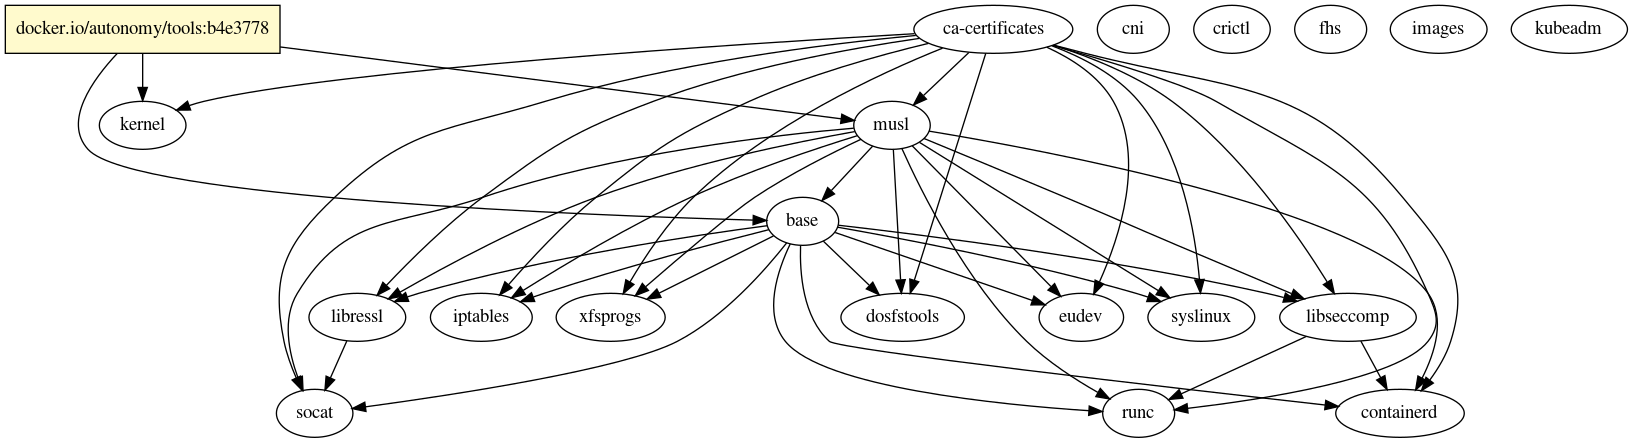 docker.io/autonomy/tools:b4e3778
ca-certificates
cni
crictl
fhs
images
kubeadm
kernel
musl
base
libressl
iptables
xfsprogs
dosfstools
eudev
syslinux
libseccomp
socat
runc
containerd